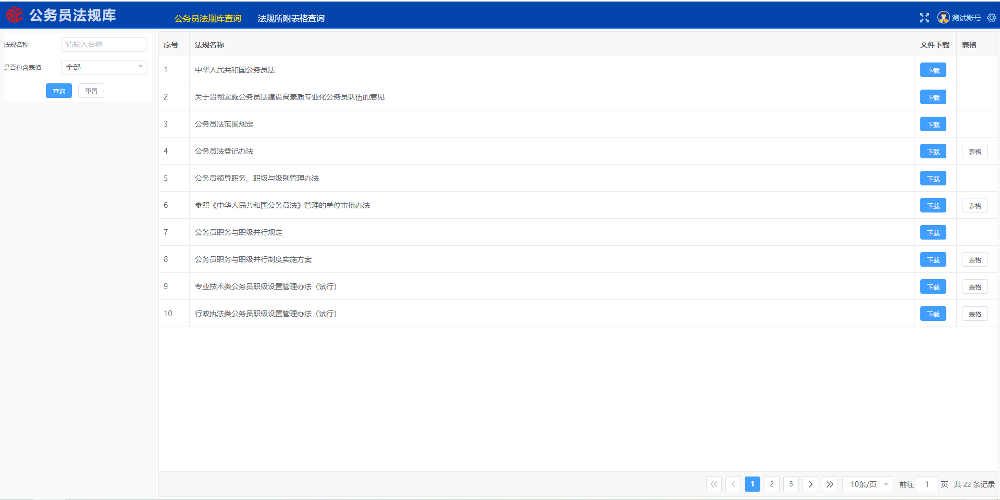 公务员法规库
公务员法规库查询 法规所附表格查询 测试账号
法规名称 请输入名称
是否包含表格 全部
查询 重置
序号 法规名称 文件下载 表格
1 中华人民共和国公务员法 下载
2 关于贯彻实施公务员法建设高素质专业化公务员队伍的意见 下载
3 公务员法范围规定 下载
4 公务员法登记办法 下载 表格
5 公务员领导职务、职级与级别管理办法 下载
6 参照《中华人民共和国公务员法》管理的单位审批办法 下载 表格
7 公务员职务与职级并行规定 下载
8 公务员职务与职级并行制度实施方案 下载 表格
9 专业技术类公务员职级设置管理办法（试行） 下载 表格
10 行政执法类公务员职级设置管理办法（试行） 下载 表格
1 2 3 10条/页 前往 1 页 共 22 条记录